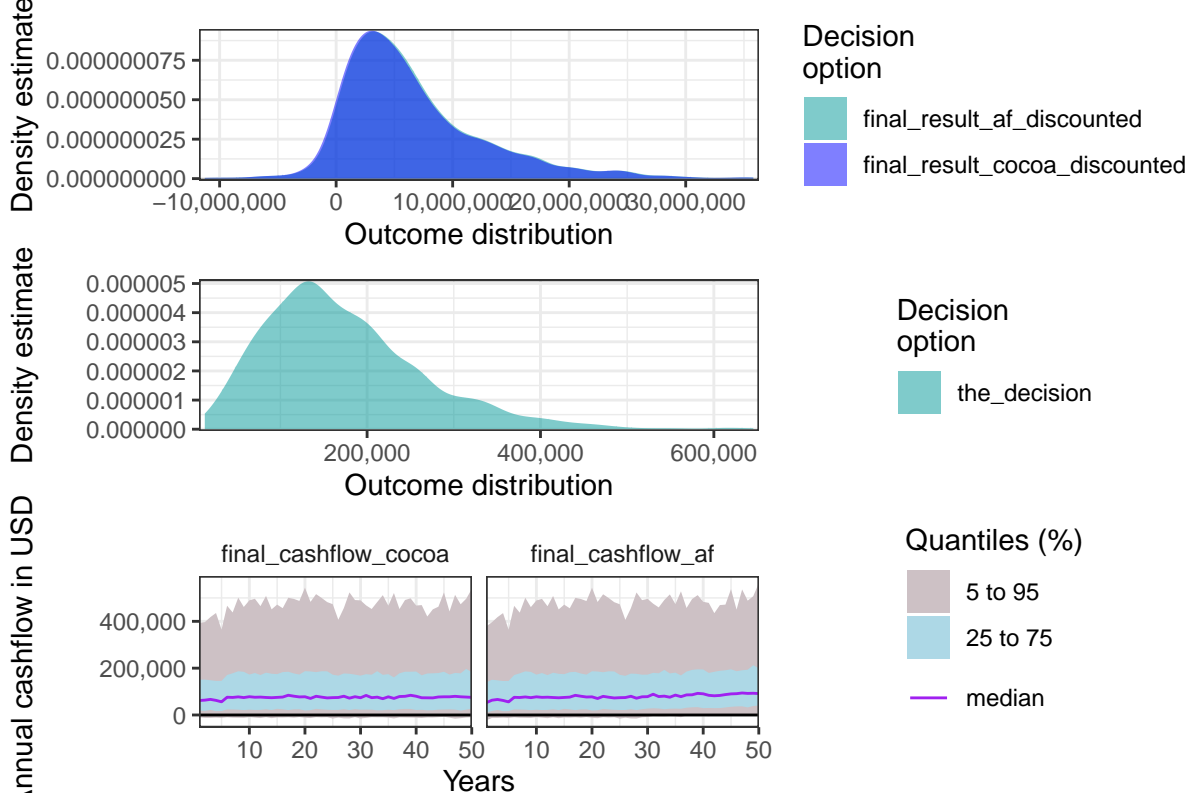 Density estimate
0.000000075
0.000000050
0.000000025
0.000000000
−10,000,000 0 10,000,000 20,000,000 30,000,000
Outcome distribution
Decision
option
final_result_af_discounted
final_result_cocoa_discounted
Density estimate
0.000005
0.000004
0.000003
0.000002
0.000001
0.000000
200,000 400,000 600,000
Outcome distribution
Decision
option
the_decision
Annual cashflow in USD
final_cashflow_cocoa final_cashflow_af
400,000
200,000
0
10 20 30 40 50 10 20 30 40 50
Years
Quantiles (%)
5 to 95
25 to 75
median